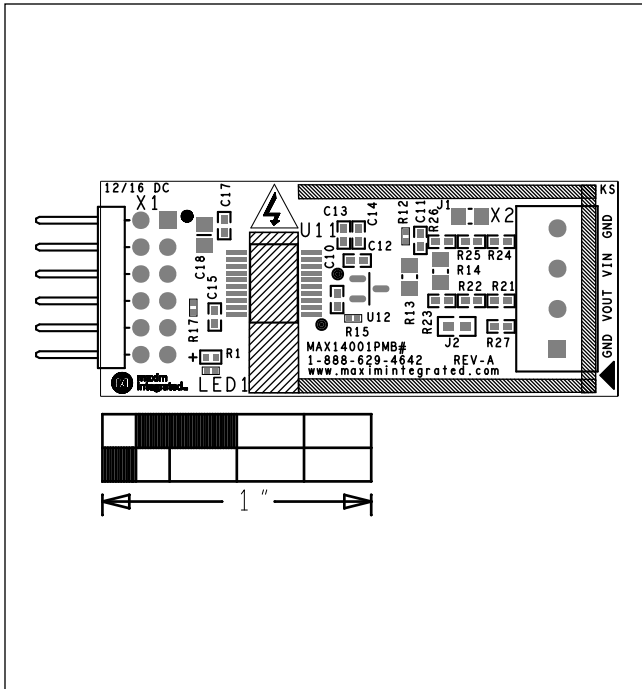 12/16 DC
X1
C17
C18
C15
R17
+
R1
LED1
maxim
integrated™
U11
C13
C14
C10
C12
R15
U12
R12
C11
R26
J1
X2
R25
R24
R14
R13
R23
R22
R21
J2
R27
KS
GND
VIN
VOUT
GND
MAX14001PMB#
1-888-629-4642
REV-A
www.maximintegrated.com
1 "